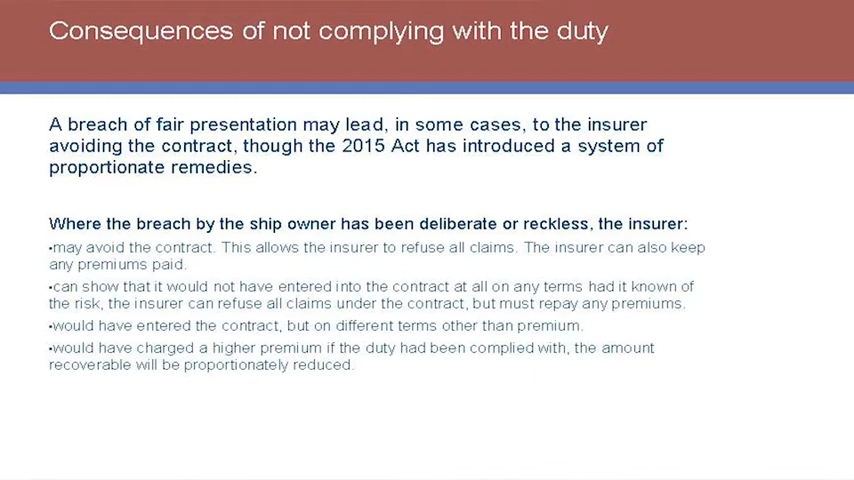 Consequences of not complying with the duty
A breach of fair presentation may lead, in some cases, to the insurer
avoiding the contract, though the 2015 Act has introduced a system of
proportionate remedies.
Where the breach by the ship owner has been deliberate or reckless, the insurer:
•may avoid the contract. This allows the insurer to refuse all claims. The insurer can also keep
any premiums paid.
•can show that it would not have entered into the contract at all on any terms had it known of
the risk, the insurer can refuse all claims under the contract, but must repay any premiums.
•would have entered the contract, but on different terms other than premium.
•would have charged a higher premium if the duty had been complied with, the amount
recoverable will be proportionately reduced.